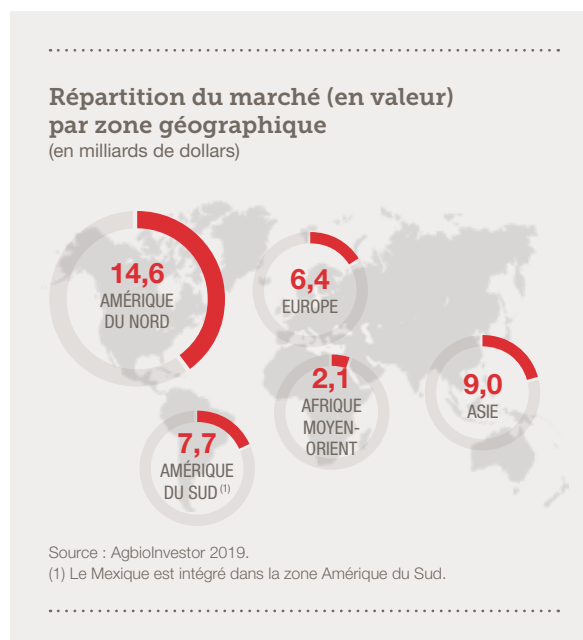 Répartition du marché (en valeur)
par zone géographique
(en milliards de dollars)
14,6
AMÉRIQUE
DU NORD
6,4
EUROPE
2,1
AFRIQUE
MOYEN-
ORIENT
9,0
ASIE
7,7
AMÉRIQUE
DU SUD (1)
Source : AgbioInvestor 2019.
(1) Le Mexique est intégré dans la zone Amérique du Sud.